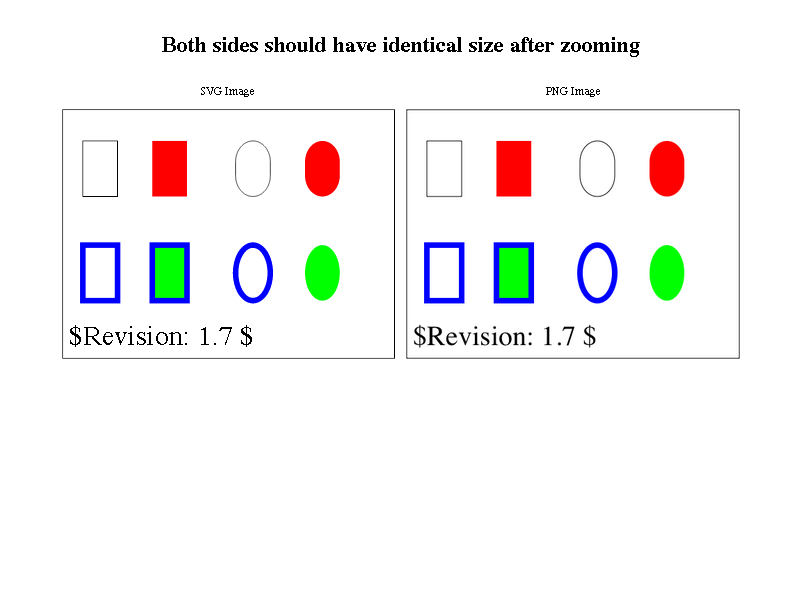 Both sides should have identical size after zooming
SVG Image
PNG Image
$Revision: 1.7 $
$Revision: 1.7 $